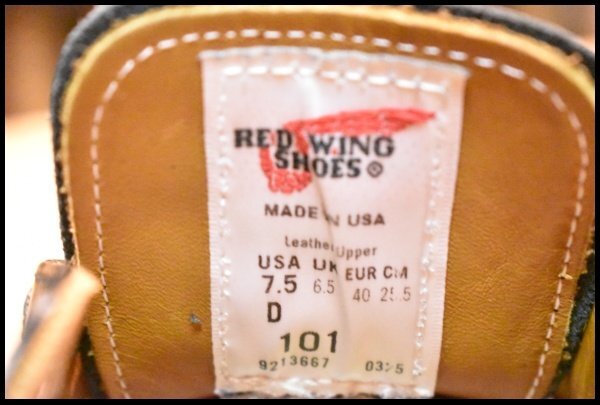 RED WING
SHOES®
MADE IN USA
Leather Upper
USA UK EUR CM
7.5 6.5 40 25.5
D
101
9213667